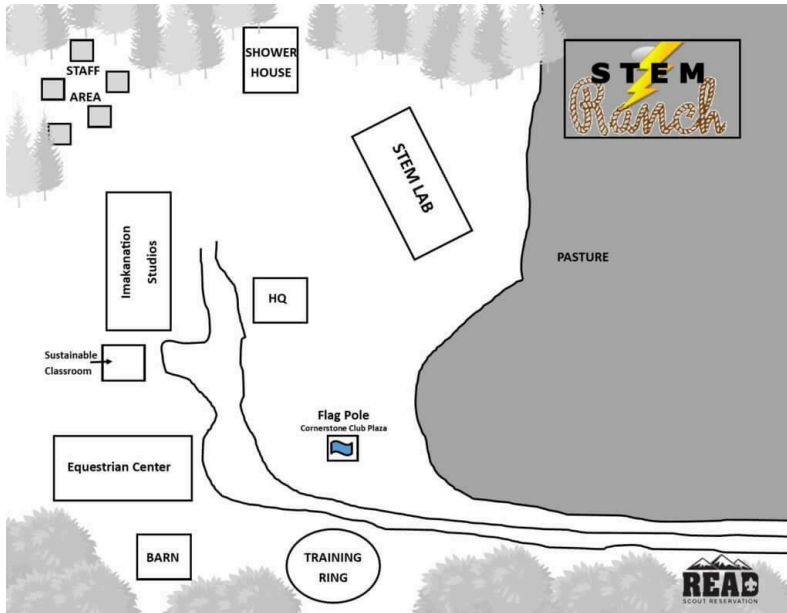 STAFF
AREA
SHOWER
HOUSE
STEM
Ranch
STEM LAB
Imakanation
Studios
PASTURE
HQ
Sustainable
Classroom
Flag Pole
Cornerstone Club Plaza
Equestrian Center
BARN
TRAINING
RING
READ
SCOUT RESERVATION